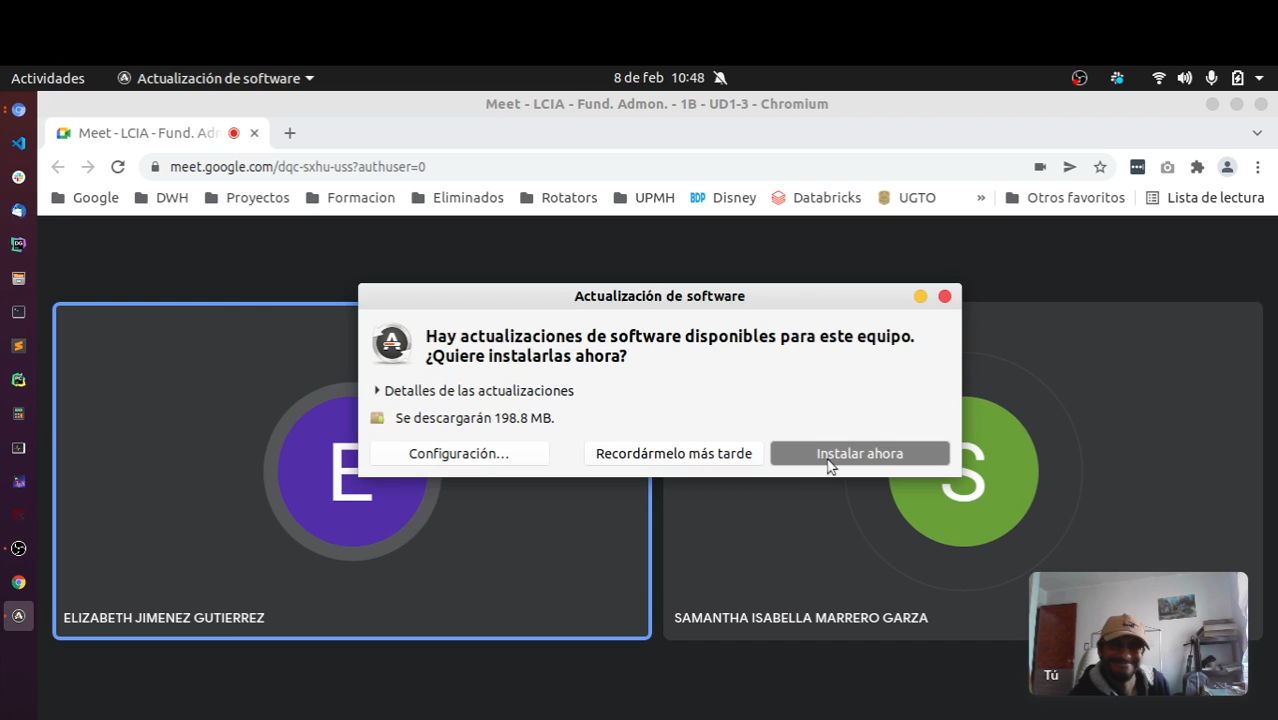 Actividades
Actualización de software
8 de feb 10:48
Meet - LCIA - Fund. Admon. - 1B - UD1-3 - Chromium
Meet - LCIA - Fund. Adm
meet.google.com/dqc-sxhu-uss?authuser=0
Google
DWH
Proyectos
Formacion
Eliminados
Rotators
UPMH
BDP Disney
Databricks
UGTO
»
Otros favoritos
Lista de lectura
Actualización de software
Hay actualizaciones de software disponibles para este equipo.
¿Quiere instalarlas ahora?
Detalles de las actualizaciones
Se descargarán 198.8 MB.
Configuración...
Recordármelo más tarde
Instalar ahora
E
S
ELIZABETH JIMENEZ GUTIERREZ
SAMANTHA ISABELLA MARRERO GARZA
Tú